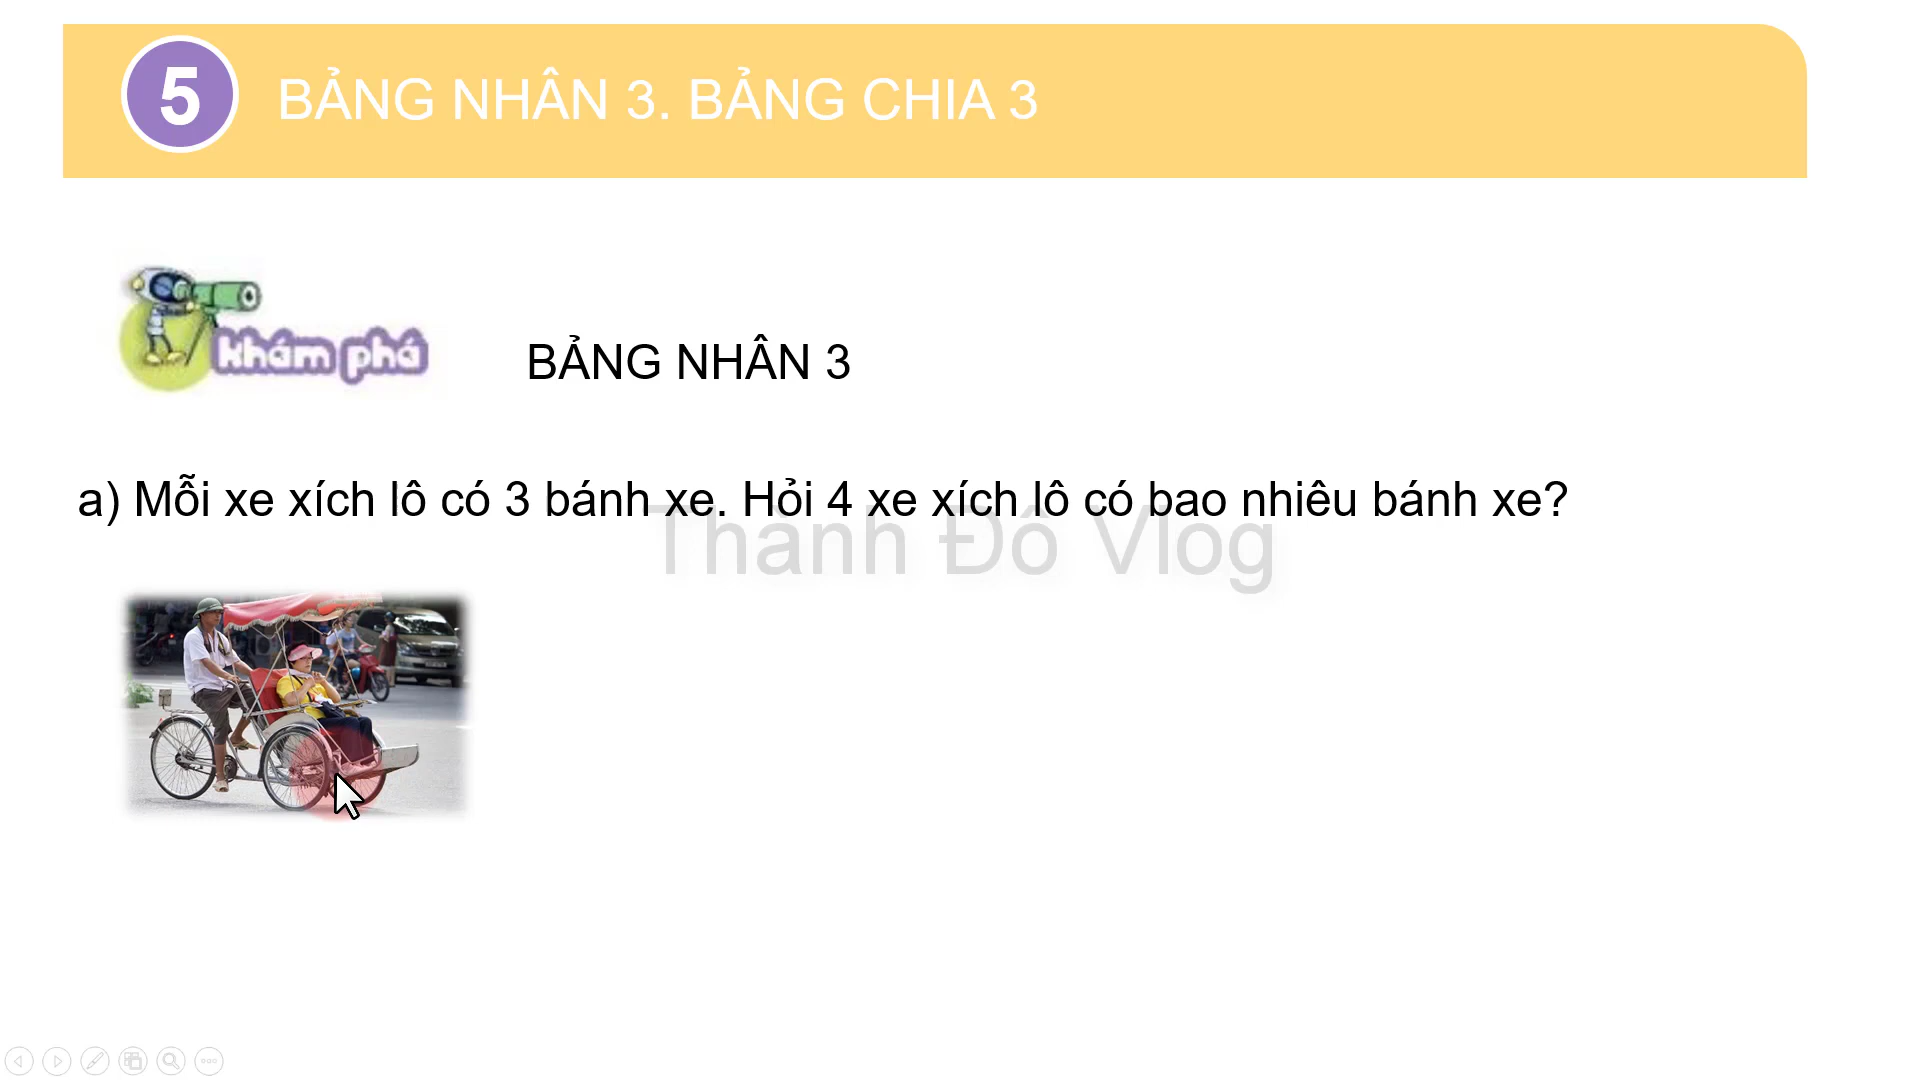 5
BẢNG NHÂN 3. BẢNG CHIA 3
khám phá
BẢNG NHÂN 3
a) Mỗi xe xích lô có 3 bánh xe. Hỏi 4 xe xích lô có bao nhiêu bánh xe?
Thành Đó Vlog